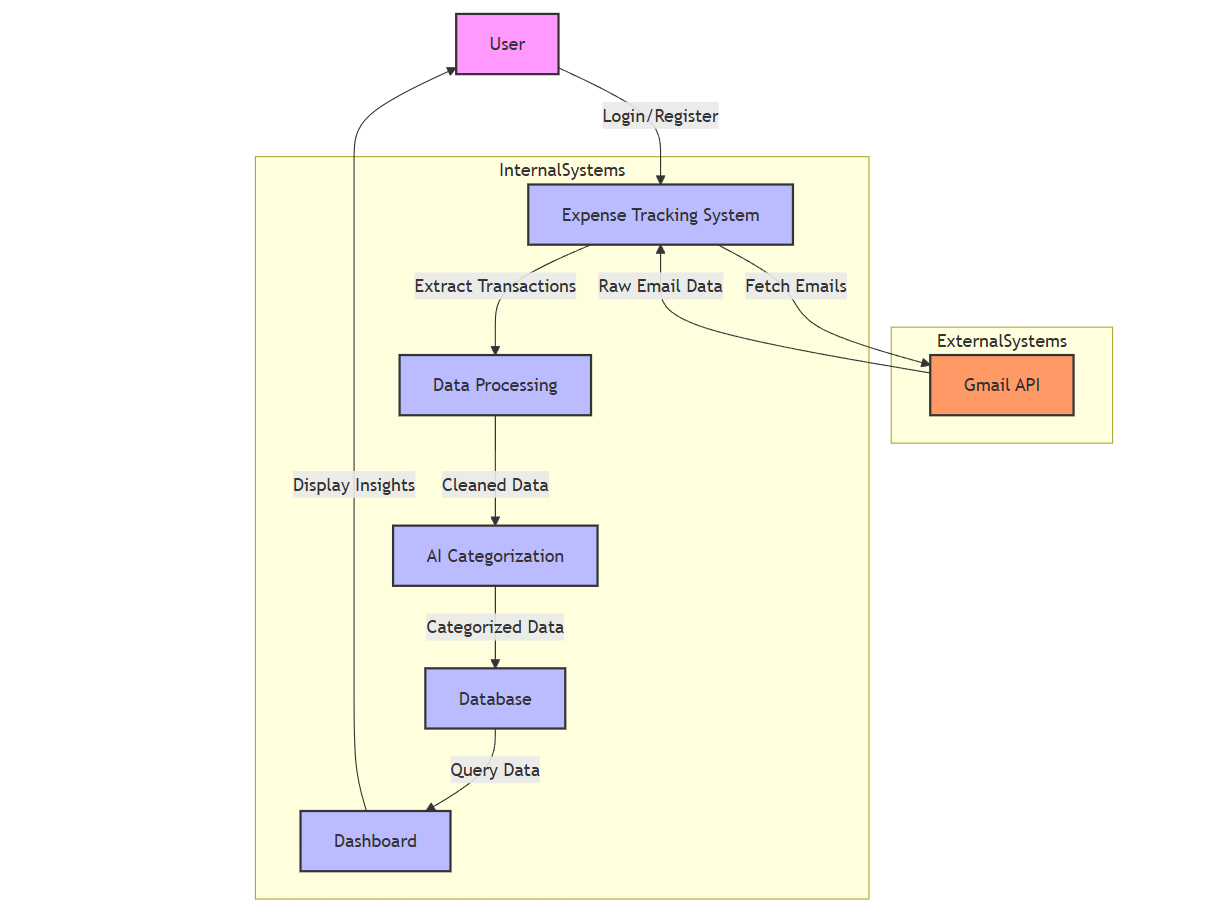 User
Login/Register
InternalSystems
Expense Tracking System
Extract Transactions
Raw Email Data
Fetch Emails
ExternalSystems
Data Processing
Gmail API
Display Insights
Cleaned Data
AI Categorization
Categorized Data
Database
Query Data
Dashboard